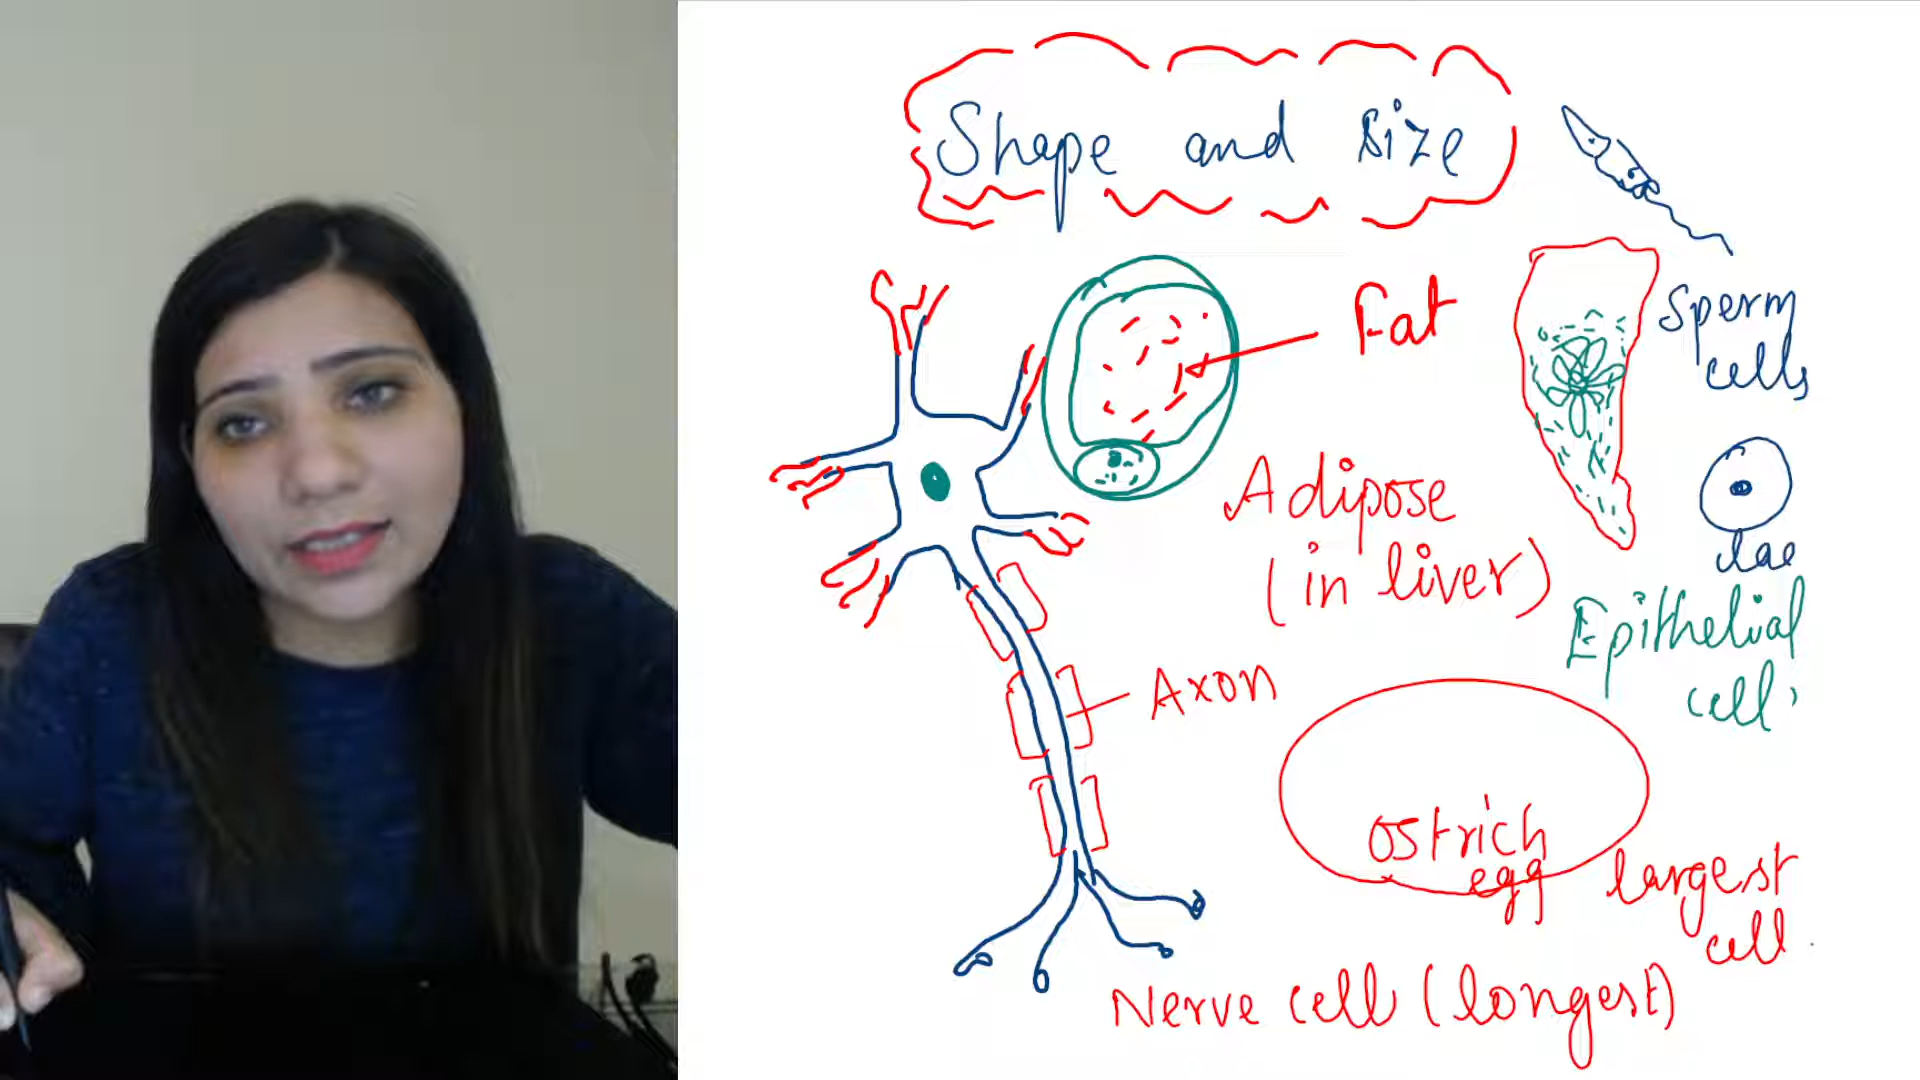 Shape and size
Fat
Sperm
cells
Adipose
(in liver)
Epithelial
cell
Axon
Ostrich
egg
largest
cell
Nerve cell (longest)